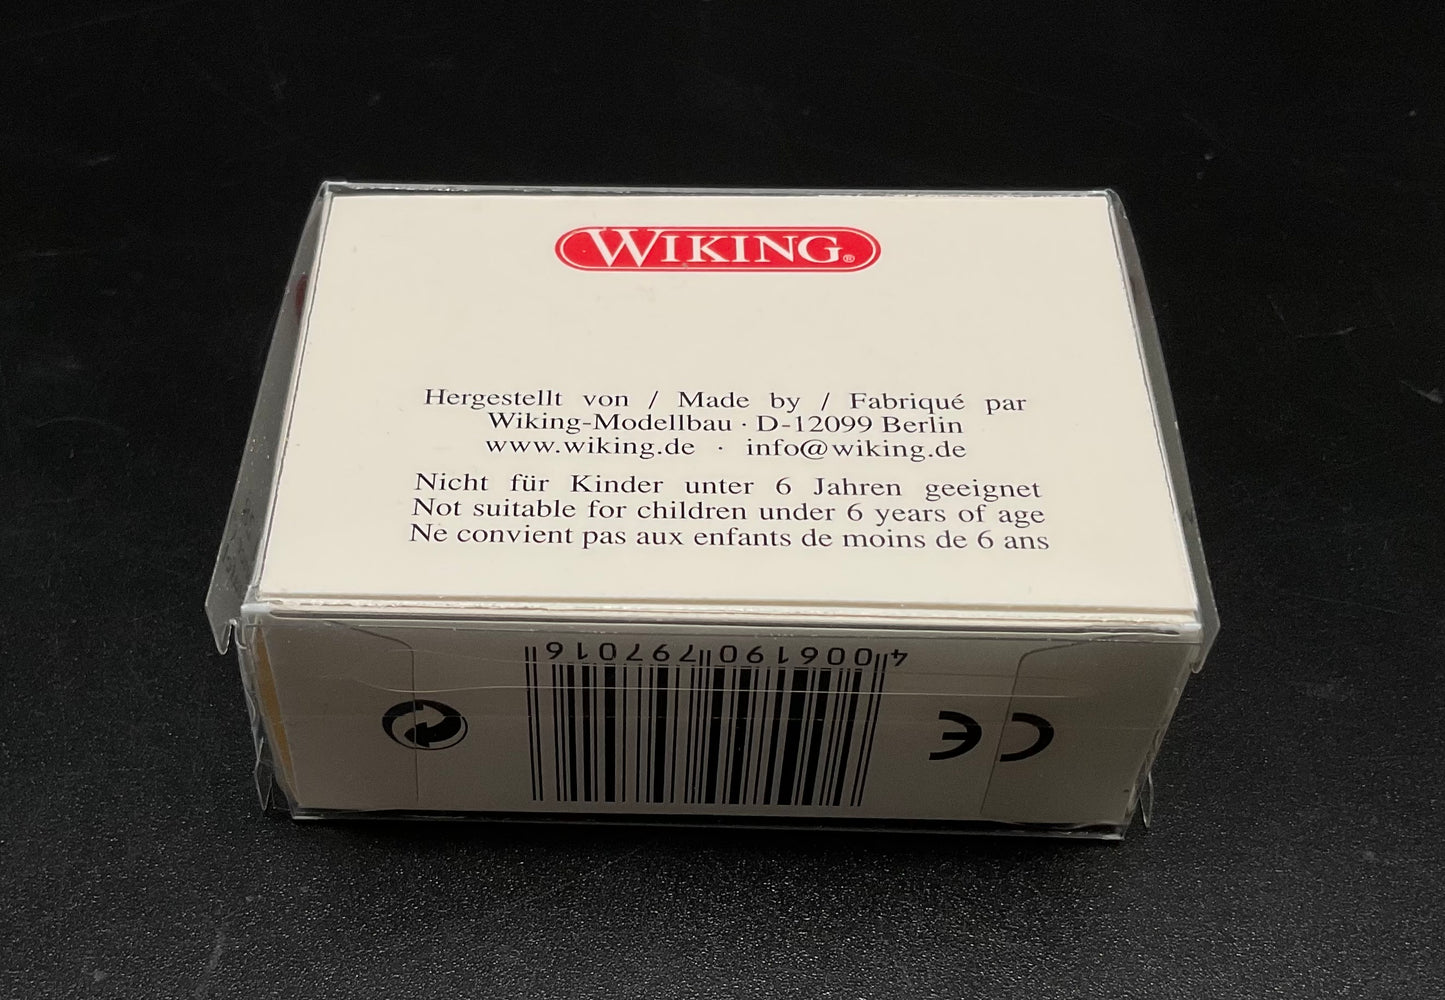 WIKING®
Hergestellt von / Made by / Fabriqué par
Wiking-Modellbau · D-12099 Berlin
www.wiking.de · info@wiking.de
Nicht für Kinder unter 6 Jahren geeignet
Not suitable for children under 6 years of age
Ne convient pas aux enfants de moins de 6 ans
4 006190 797016
CE